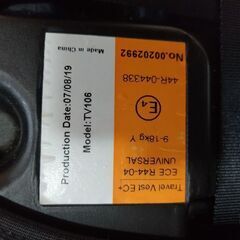 Travel Vest EC+
ECE R44-04
UNIVERSAL
9-18kg Y
E4
44R-044338
No.00202992
Model:TV106
Production Date:07/08/19
Made in China